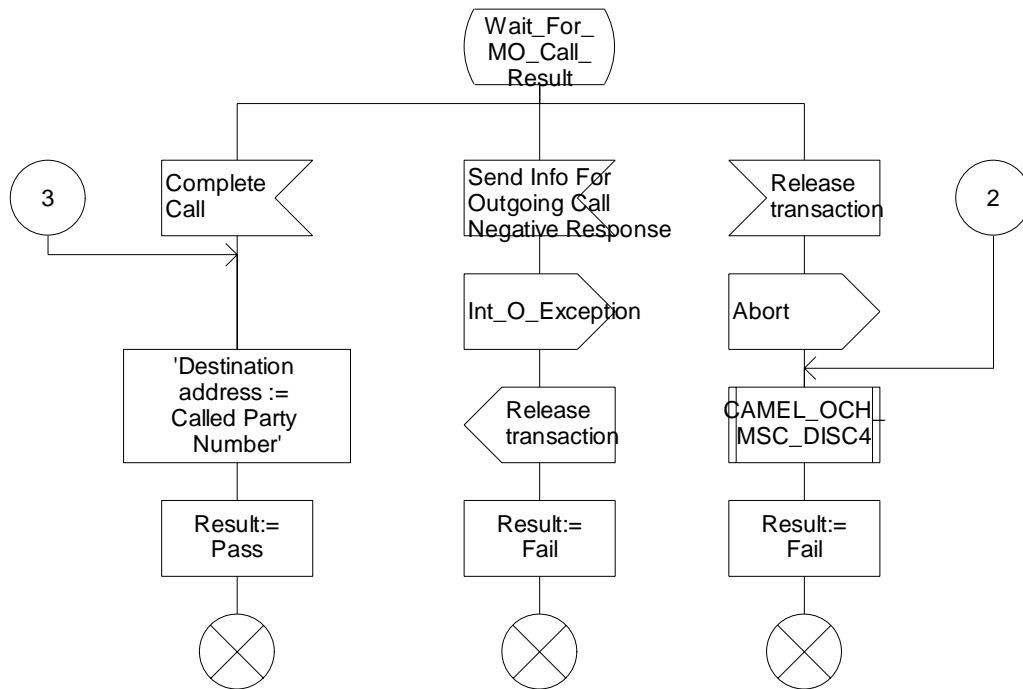 Wait_For_
MO_Call_
Result
3
Complete
Call
Send Info For
Outgoing Call
Negative Response
Release
transaction
2
Int_O_Exception
Abort
'Destination
address :=
Called Party
Number'
Release
transaction
CAMEL_OCH_
MSC_DISC4
Result:=
Pass
Result:=
Fail
Result:=
Fail